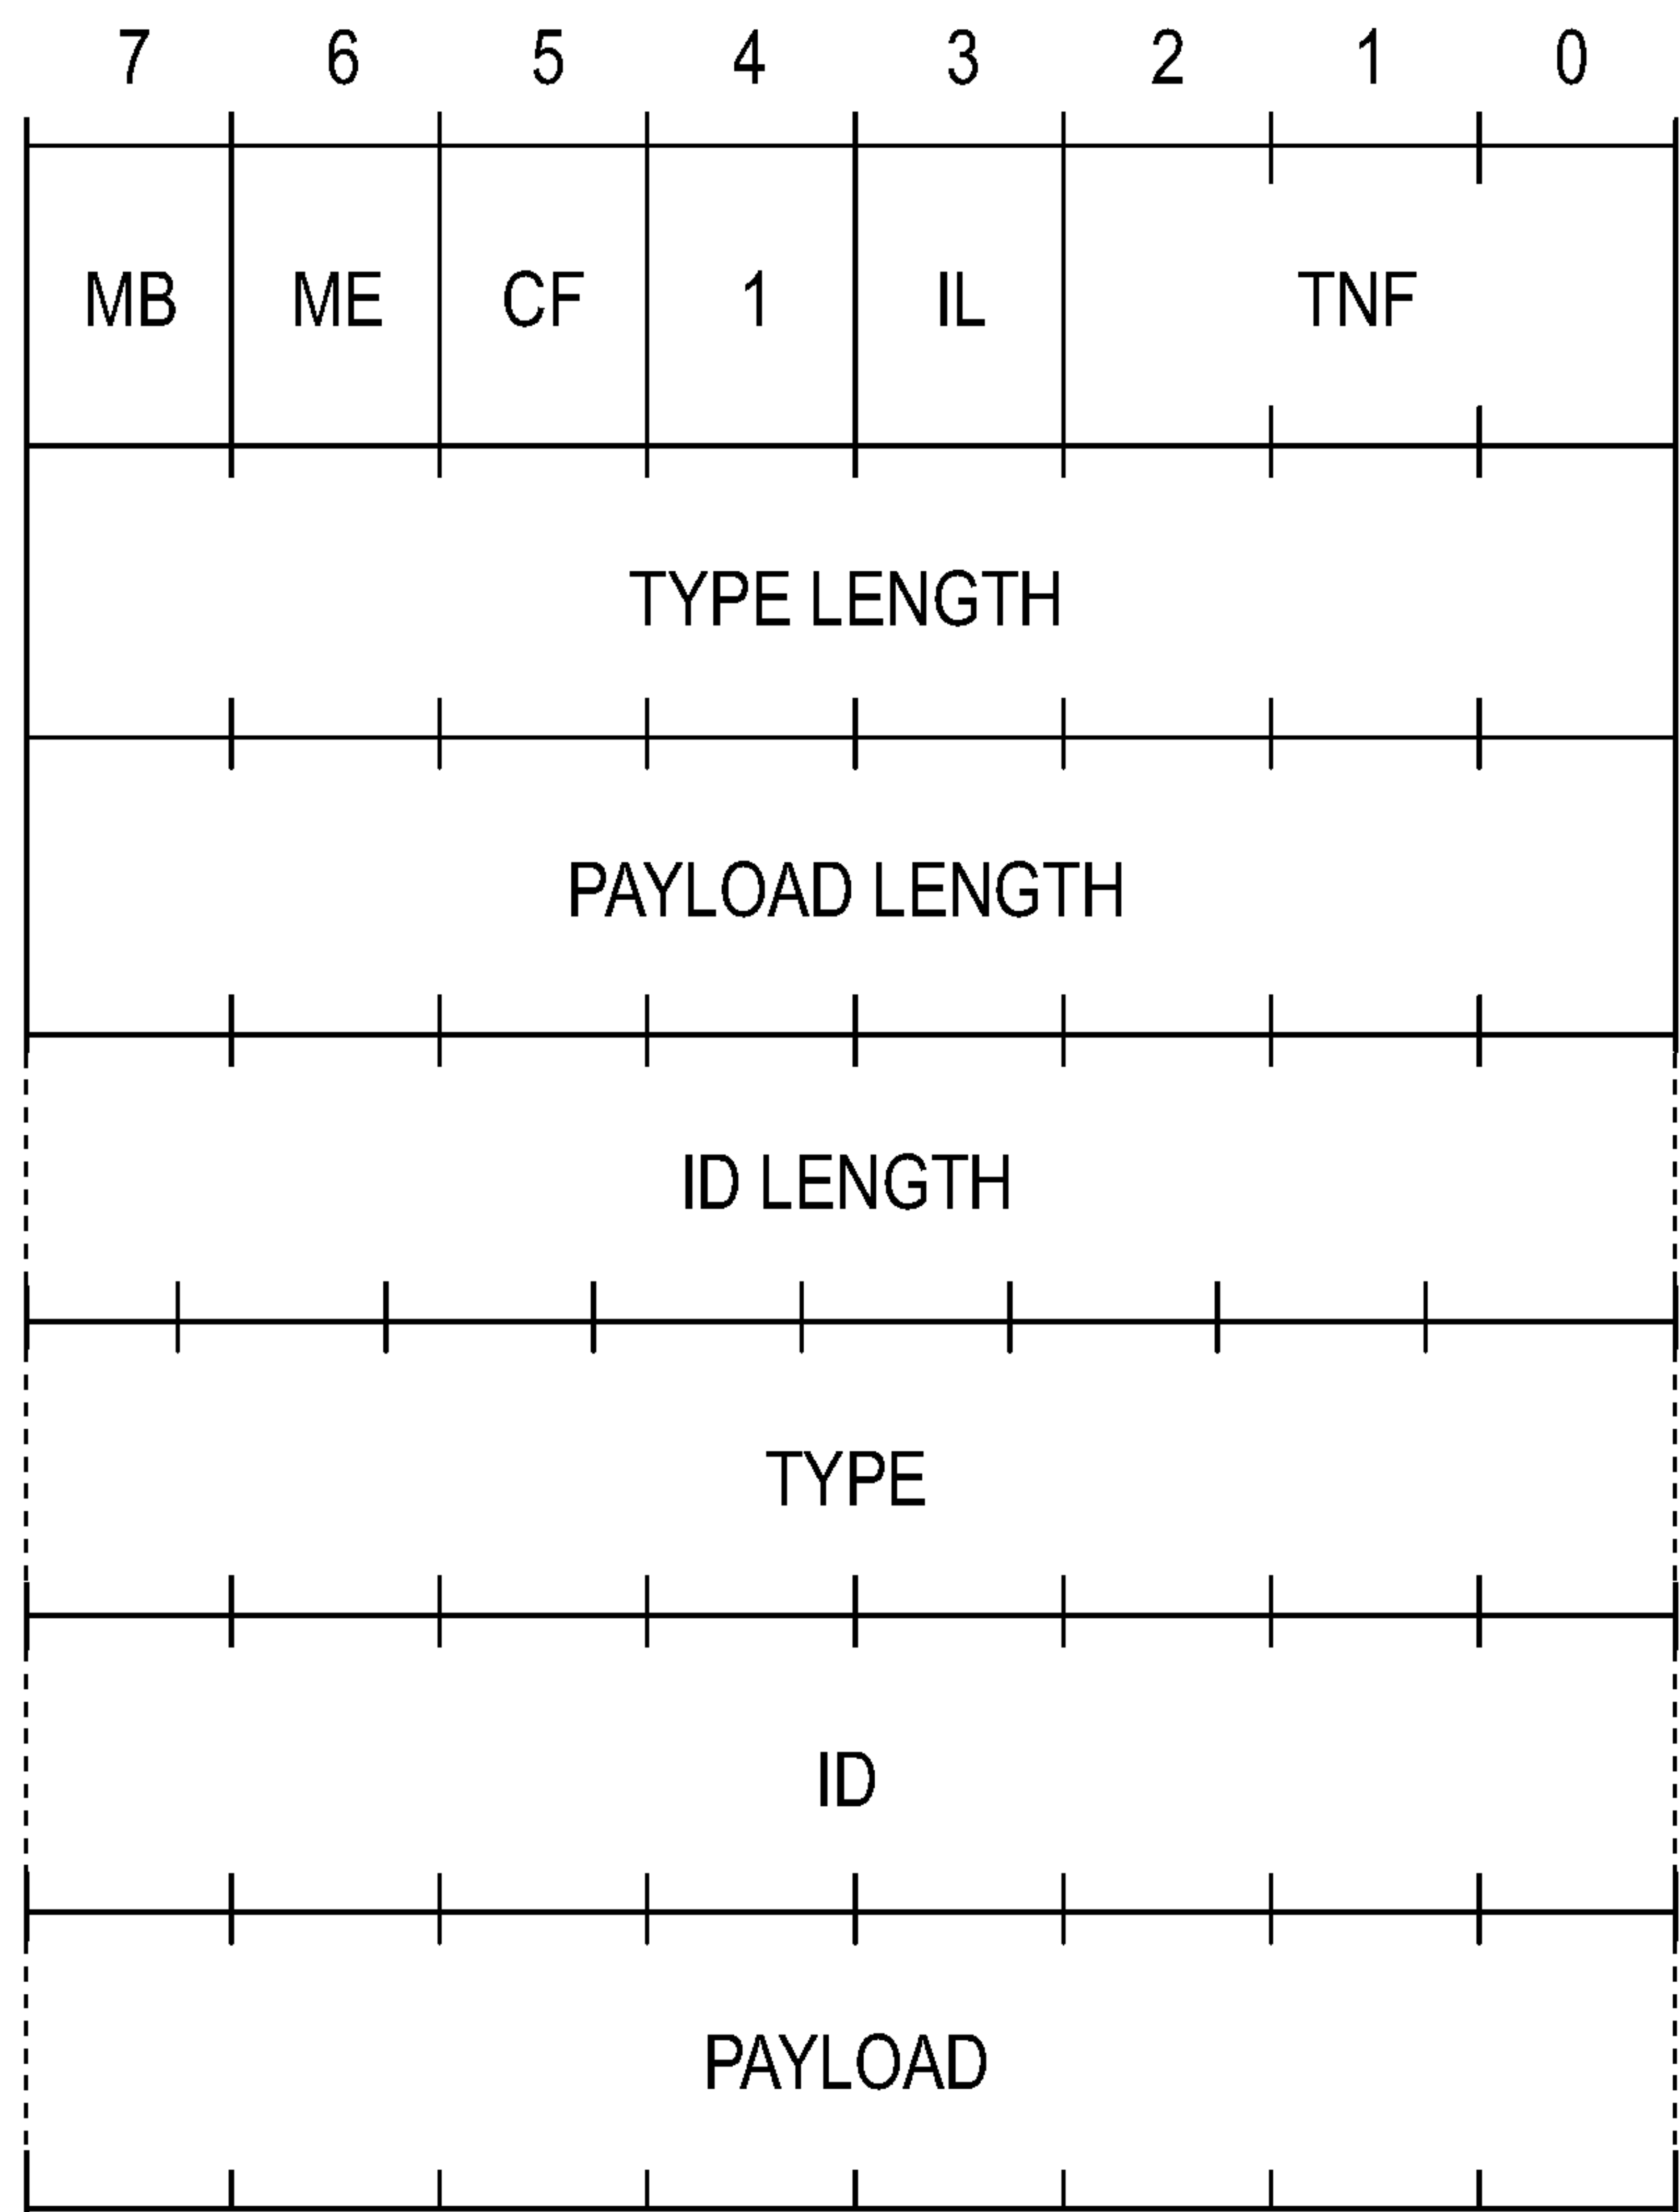 7 6 5 4 3 2 1 0
MB ME CF 1 IL TNF
TYPE LENGTH
PAYLOAD LENGTH
ID LENGTH
TYPE
ID
PAYLOAD